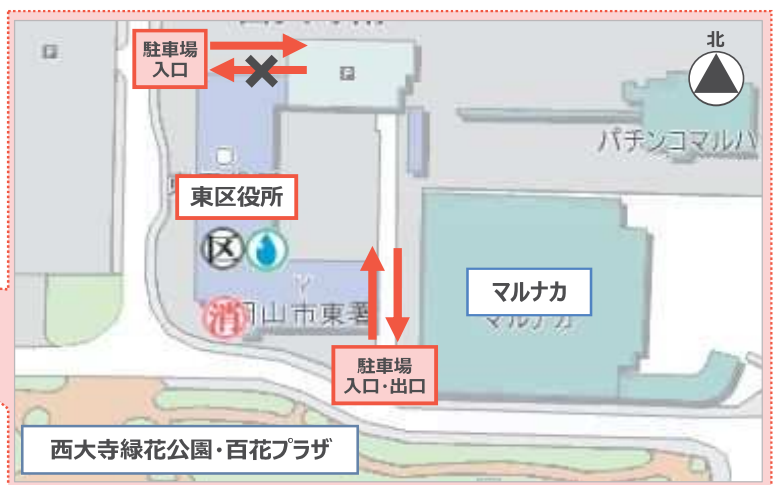 駐車場
入口
北
P
P
パチンコマルハ
東区役所
区
マルナカ
マルナカ
消
山市東署
駐車場
入口・出口
西大寺緑花公園・百花プラザ